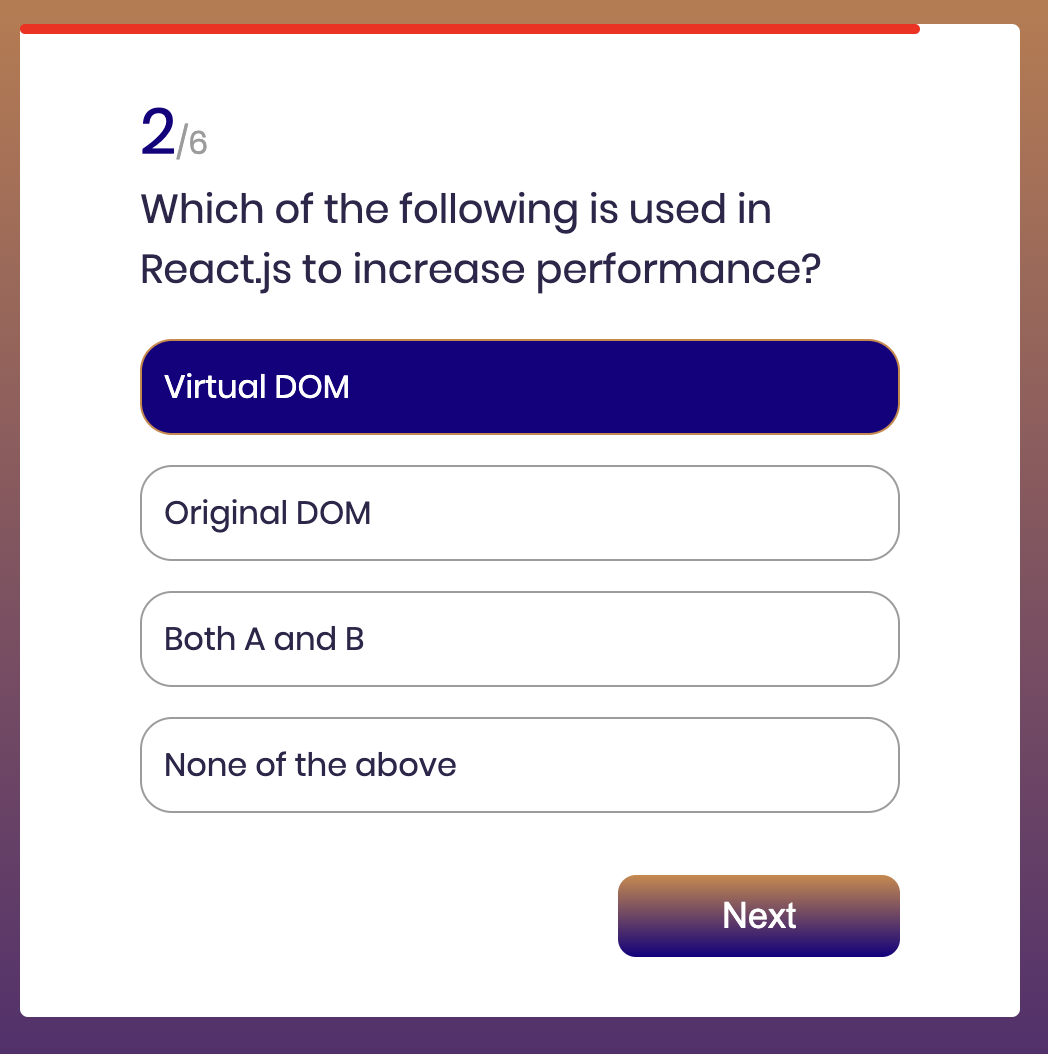 2/6
Which of the following is used in
React.js to increase performance?
Virtual DOM
Original DOM
Both A and B
None of the above
Next